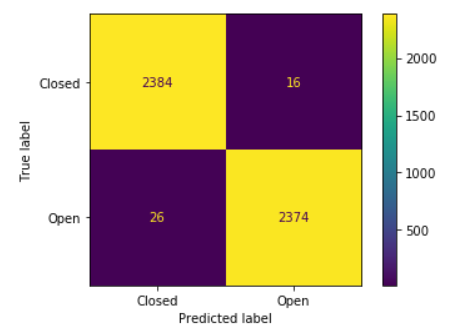 Closed
2384
16
Open
26
2374
Closed
Open
Predicted label
True label
2000
1500
1000
500